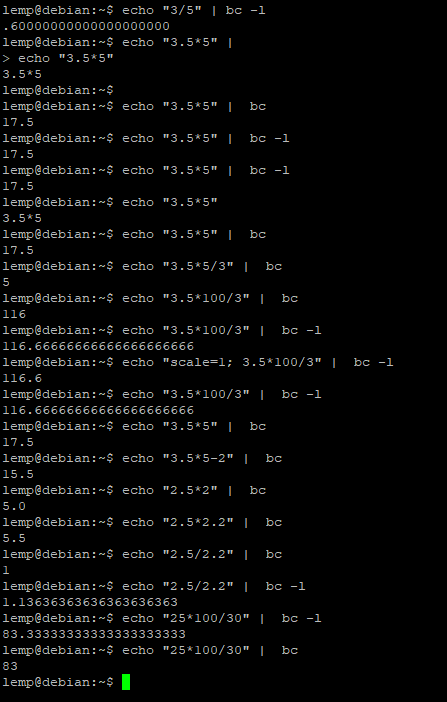 lemp@debian:~$ echo "3/5" | bc -l
.60000000000000000000
lemp@debian:~$ echo "3.5*5" |
> echo "3.5*5"
3.5*5
lemp@debian:~$
lemp@debian:~$ echo "3.5*5" |  bc
17.5
lemp@debian:~$ echo "3.5*5" |  bc -l
17.5
lemp@debian:~$ echo "3.5*5" |  bc -l
17.5
lemp@debian:~$ echo "3.5*5"
3.5*5
lemp@debian:~$ echo "3.5*5" |  bc
17.5
lemp@debian:~$ echo "3.5*5/3" |  bc
5
lemp@debian:~$ echo "3.5*100/3" |  bc
116
lemp@debian:~$ echo "3.5*100/3" |  bc -l
116.66666666666666666666
lemp@debian:~$ echo "scale=1; 3.5*100/3" |  bc -l
116.6
lemp@debian:~$ echo "3.5*100/3" |  bc -l
116.66666666666666666666
lemp@debian:~$ echo "3.5*5" |  bc
17.5
lemp@debian:~$ echo "3.5*5-2" |  bc
15.5
lemp@debian:~$ echo "2.5*2" |  bc
5.0
lemp@debian:~$ echo "2.5*2.2" |  bc
5.5
lemp@debian:~$ echo "2.5/2.2" |  bc
1
lemp@debian:~$ echo "2.5/2.2" |  bc -l
1.13636363636363636363
lemp@debian:~$ echo "25*100/30" |  bc -l
83.33333333333333333333
lemp@debian:~$ echo "25*100/30" |  bc
83
lemp@debian:~$